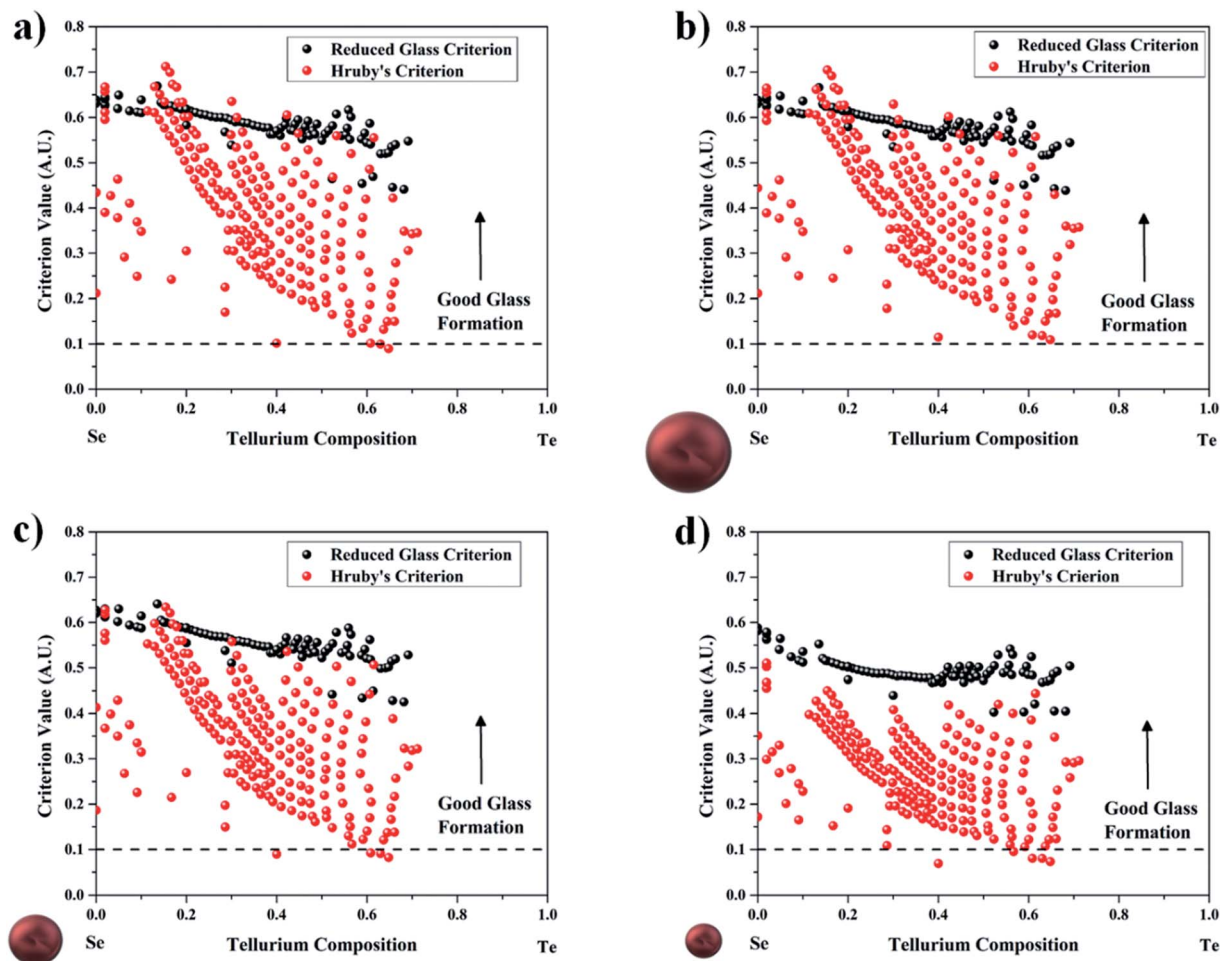 a)
Criterion Value (A.U.)
0.8
0.7
0.6
0.5
0.4
0.3
0.2
0.1
0.0
Reduced Glass Criterion
Hruby's Criterion
Good Glass
Formation
0.0 0.2 0.4 0.6 0.8 1.0
Se Tellurium Composition Te
b)
Criterion Value (A.U.)
0.8
0.7
0.6
0.5
0.4
0.3
0.2
0.1
0.0
Reduced Glass Criterion
Hruby's Criterion
Good Glass
Formation
0.0 0.2 0.4 0.6 0.8 1.0
Se Tellurium Composition Te
c)
Criterion Value (A.U.)
0.8
0.7
0.6
0.5
0.4
0.3
0.2
0.1
0.0
Reduced Glass Criterion
Hruby's Criterion
Good Glass
Formation
0.0 0.2 0.4 0.6 0.8 1.0
Se Tellurium Composition Te
d)
Criterion Value (A.U.)
0.8
0.7
0.6
0.5
0.4
0.3
0.2
0.1
0.0
Reduced Glass Criterion
Hruby's Crierion
Good Glass
Formation
0.0 0.2 0.4 0.6 0.8 1.0
Se Tellurium Composition Te